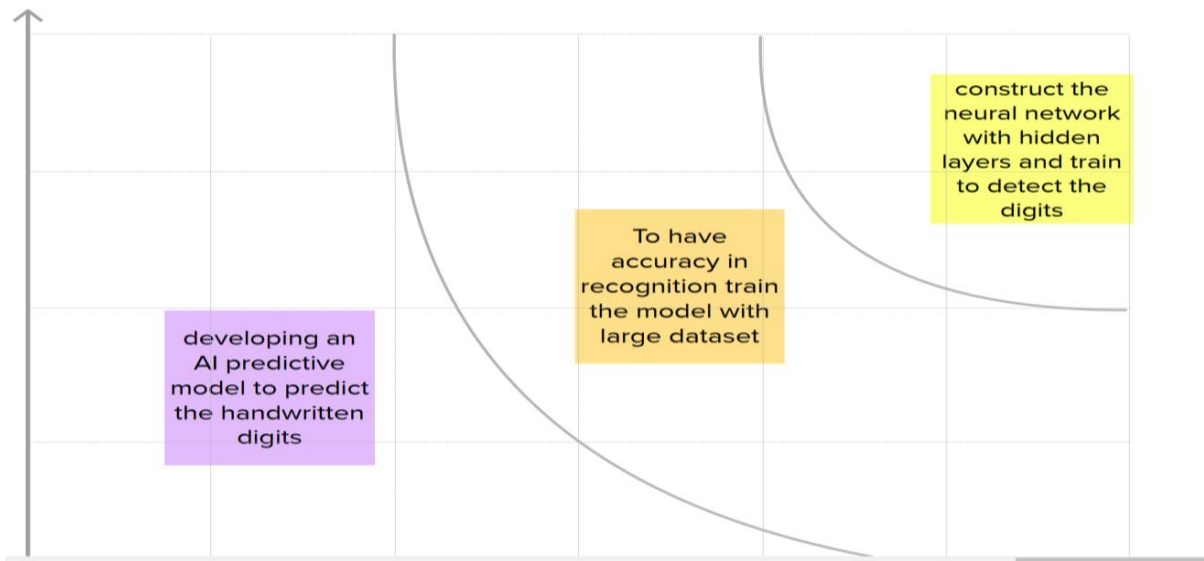 construct the
neural network
with hidden
layers and train
to detect the
digits
To have
accuracy in
recognition train
the model with
large dataset
developing an
AI predictive
model to predict
the handwritten
digits